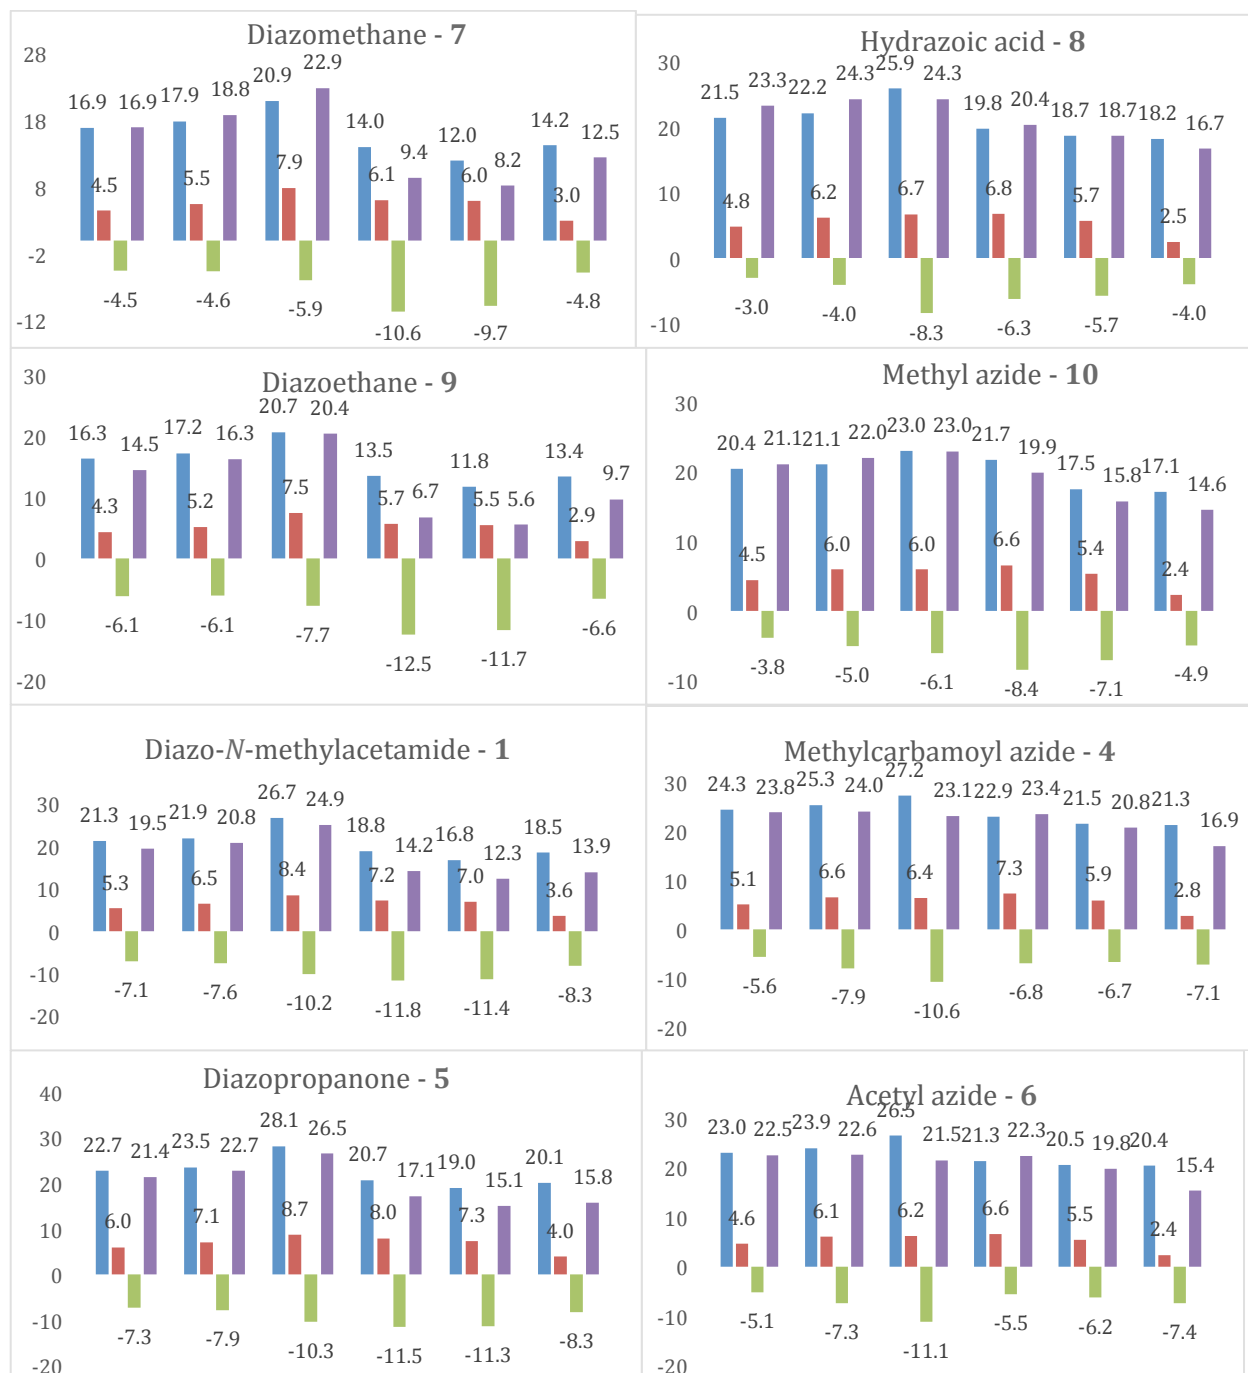 Diazomethane - 7
28
18
8
-2
-12
16.9 4.5 -4.5 16.9
17.9 5.5 -4.6 18.8
20.9 7.9 -5.9 22.9
14.0 6.1 -10.6 9.4
12.0 6.0 -9.7 8.2
14.2 3.0 -4.8 12.5
Hydrazoic acid - 8
30
20
10
0
-10
21.5 4.8 -3.0 23.3
22.2 6.2 -4.0 24.3
25.9 6.7 -8.3 24.3
19.8 6.8 -6.3 20.4
18.7 5.7 -5.7 18.7
18.2 2.5 -4.0 16.7
Diazoethane - 9
30
20
10
0
-10
-20
16.3 4.3 -6.1 14.5
17.2 5.2 -6.1 16.3
20.7 7.5 -7.7 20.4
13.5 5.7 -12.5 6.7
11.8 5.5 -11.7 5.6
13.4 2.9 -6.6 9.7
Methyl azide - 10
30
20
10
0
-10
20.4 4.5 -3.8 21.1
21.1 6.0 -5.0 22.0
23.0 6.0 -6.1 23.0
21.7 6.6 -8.4 19.9
17.5 5.4 -7.1 15.8
17.1 2.4 -4.9 14.6
Diazo-N-methylacetamide - 1
30
20
10
0
-10
-20
21.3 5.3 -7.1 19.5
21.9 6.5 -7.6 20.8
26.7 8.4 -10.2 24.9
18.8 7.2 -11.8 14.2
16.8 7.0 -11.4 12.3
18.5 3.6 -8.3 13.9
Methylcarbamoyl azide - 4
30
20
10
0
-10
-20
24.3 5.1 -5.6 23.8
25.3 6.6 -7.9 24.0
27.2 6.4 -10.6 23.1
22.9 7.3 -6.8 23.4
21.5 5.9 -6.7 20.8
21.3 2.8 -7.1 16.9
Diazopropanone - 5
40
30
20
10
0
-10
-20
22.7 6.0 -7.3 21.4
23.5 7.1 -7.9 22.7
28.1 8.7 -10.3 26.5
20.7 8.0 -11.5 17.1
19.0 7.3 -11.3 15.1
20.1 4.0 -8.3 15.8
Acetyl azide - 6
30
20
10
0
-10
-20
23.0 4.6 -5.1 22.5
23.9 6.1 -7.3 22.6
26.5 6.2 -11.1 21.5
21.3 6.6 -5.5 22.3
20.5 5.5 -6.2 19.8
20.4 2.4 -7.4 15.4